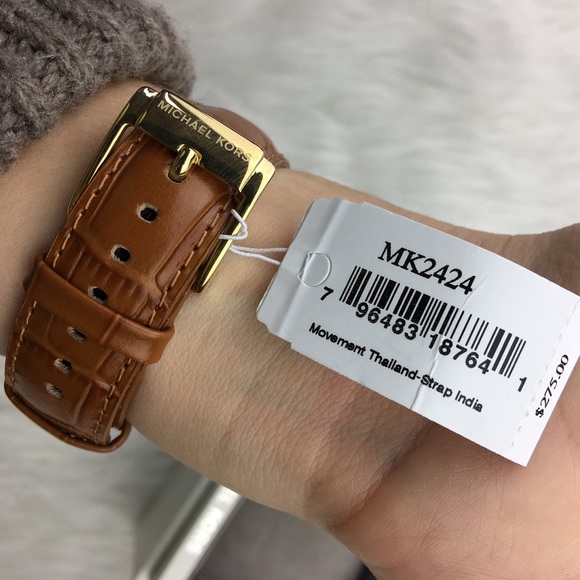 MICHAEL KORS
MK2424
7 96483 18764 1
Movement Thailand-Strap India
$275.00